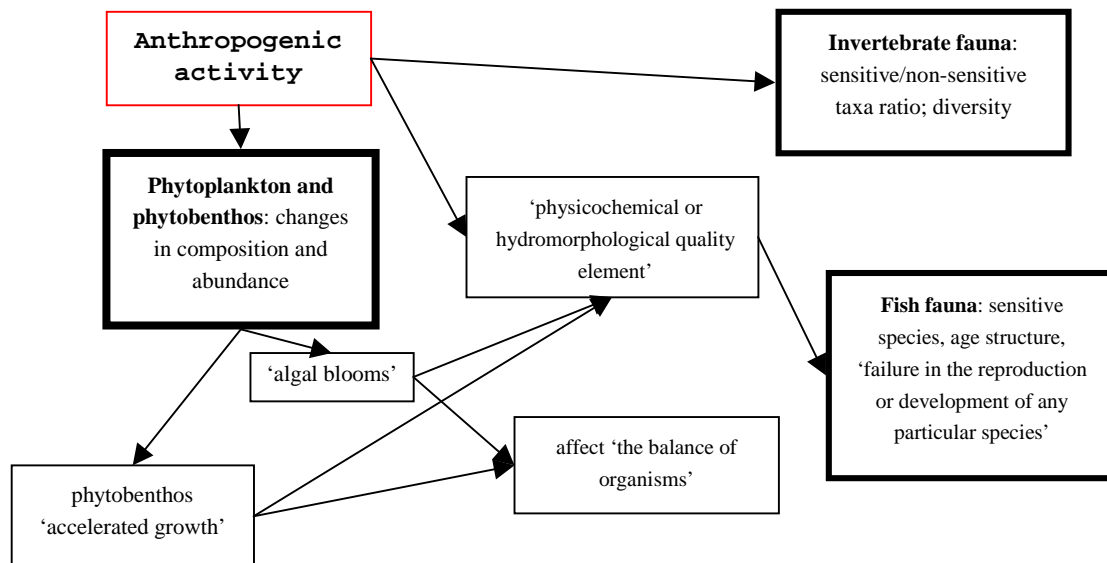 Anthropogenic
activity
Invertebrate fauna:
sensitive/non-sensitive
taxa ratio; diversity
Phytoplankton and
phytobenthos: changes
in composition and
abundance
‘physicochemical or
hydromorphological quality
element’
Fish fauna: sensitive
species, age structure,
‘failure in the reproduction
or development of any
particular species’
‘algal blooms’
affect ‘the balance of
organisms’
phytobenthos
‘accelerated growth’